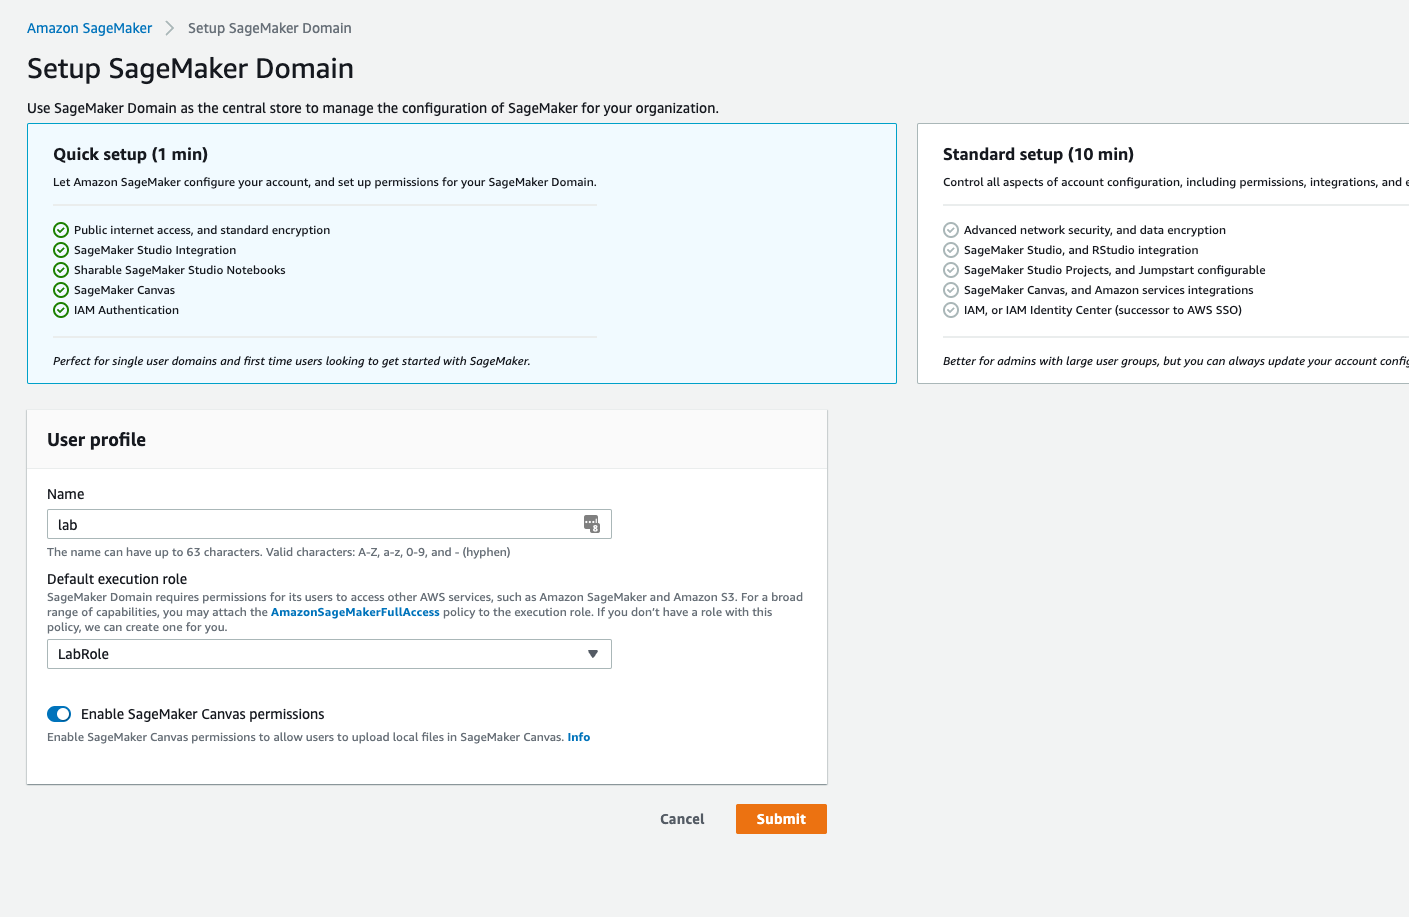 Amazon SageMaker > Setup SageMaker Domain
Setup SageMaker Domain
Use SageMaker Domain as the central store to manage the configuration of SageMaker for your organization.
Quick setup (1 min)
Let Amazon SageMaker configure your account, and set up permissions for your SageMaker Domain.
Public internet access, and standard encryption
SageMaker Studio Integration
Sharable SageMaker Studio Notebooks
SageMaker Canvas
IAM Authentication
Perfect for single user domains and first time users looking to get started with SageMaker.
Standard setup (10 min)
Control all aspects of account configuration, including permissions, integrations, and
Advanced network security, and data encryption
SageMaker Studio, and RStudio integration
SageMaker Studio Projects, and Jumpstart configurable
SageMaker Canvas, and Amazon services integrations
IAM, or IAM Identity Center (successor to AWS SSO)
Better for admins with large user groups, but you can always update your account
User profile
Name
lab
8
The name can have up to 63 characters. Valid characters: A-Z, a-z, 0-9, and - (hyphen)
Default execution role
SageMaker Domain requires permissions for its users to access other AWS services, such as Amazon SageMaker and Amazon S3. For a broad
range of capabilities, you may attach the AmazonSageMakerFullAccess policy to the execution role. If you don't have a role with this
policy, we can create one for you.
LabRole
Enable SageMaker Canvas permissions
Enable SageMaker Canvas permissions to allow users to upload local files in SageMaker Canvas. Info
Cancel
Submit